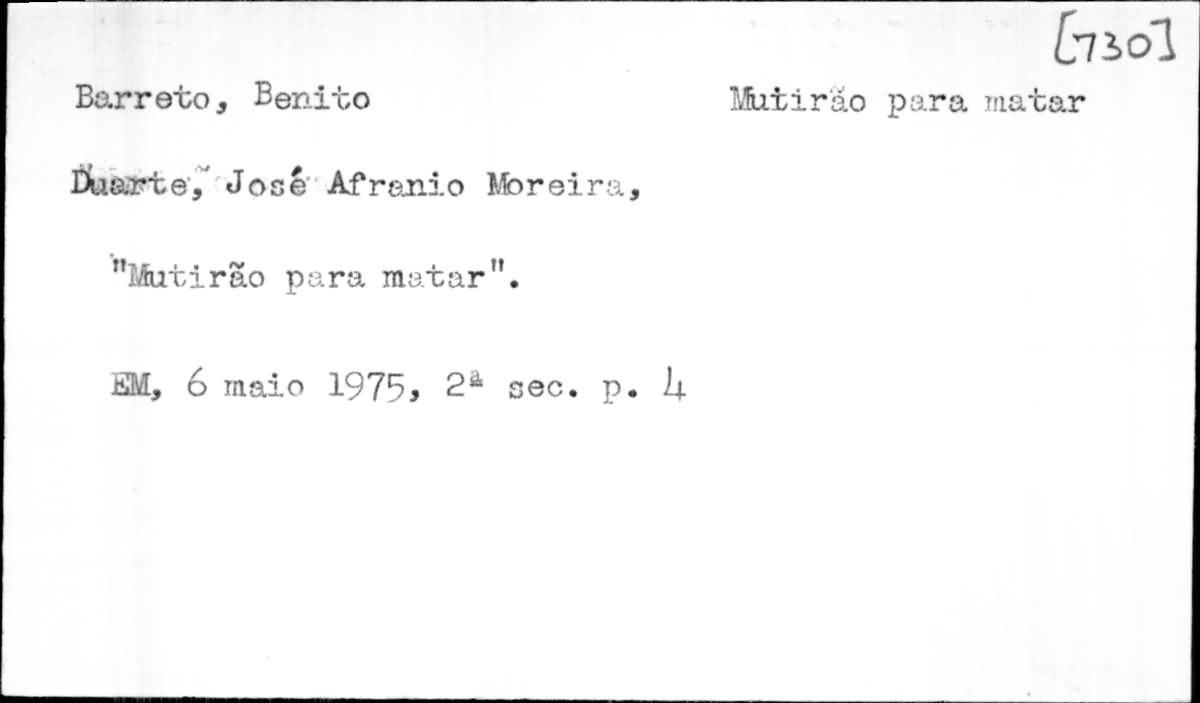 [730]
Barreto, Benito Mutirão para matar
Duarte, José Afranio Moreira,
"Mutirão para matar".
EM, 6 maio 1975, 2ª sec. p. 4